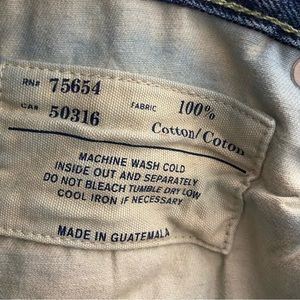 RN# 75654
CA# 50316
FABRIC 100%
Cotton/Coton
MACHINE WASH COLD
INSIDE OUT AND SEPARATELY
DO NOT BLEACH TUMBLE DRY LOW
COOL IRON IF NECESSARY
MADE IN GUATEMALA